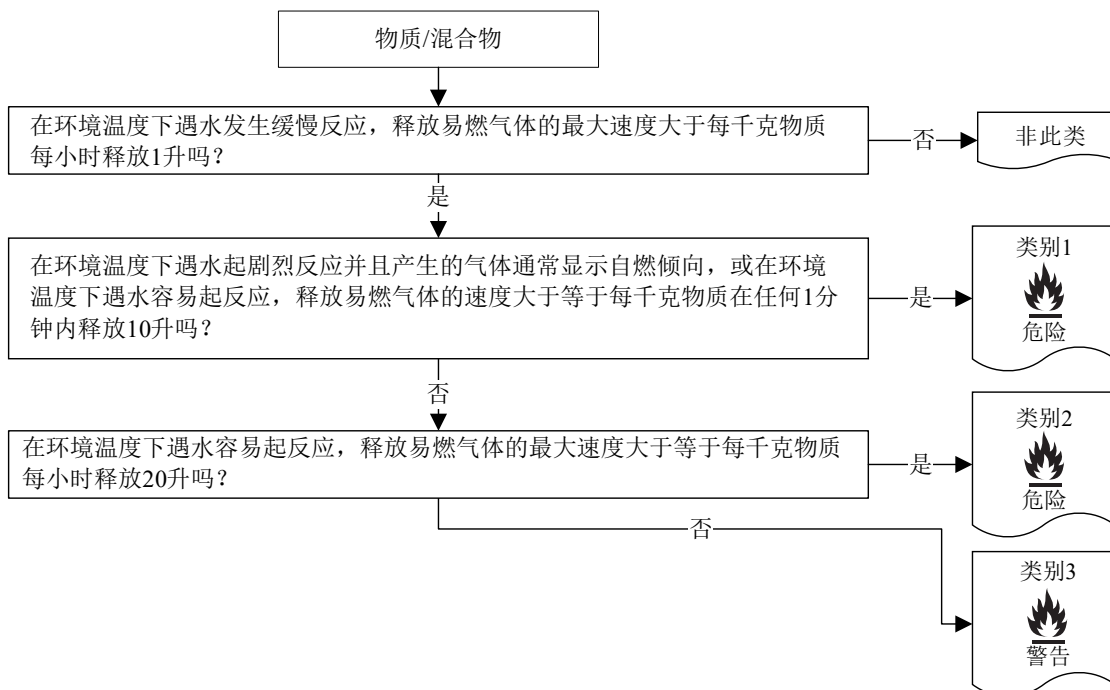 物质/混合物
在环境温度下遇水发生缓慢反应，释放易燃气体的最大速度大于每千克物质
每小时释放1升吗？
否
非此类
是
在环境温度下遇水起剧烈反应并且产生的气体通常显示自燃倾向，或在环境
温度下遇水容易起反应，释放易燃气体的速度大于等于每千克物质在任何1分
钟内释放10升吗？
是
类别1
危险
否
在环境温度下遇水容易起反应，释放易燃气体的最大速度大于等于每千克物质
每小时释放20升吗？
是
类别2
危险
否
类别3
警告